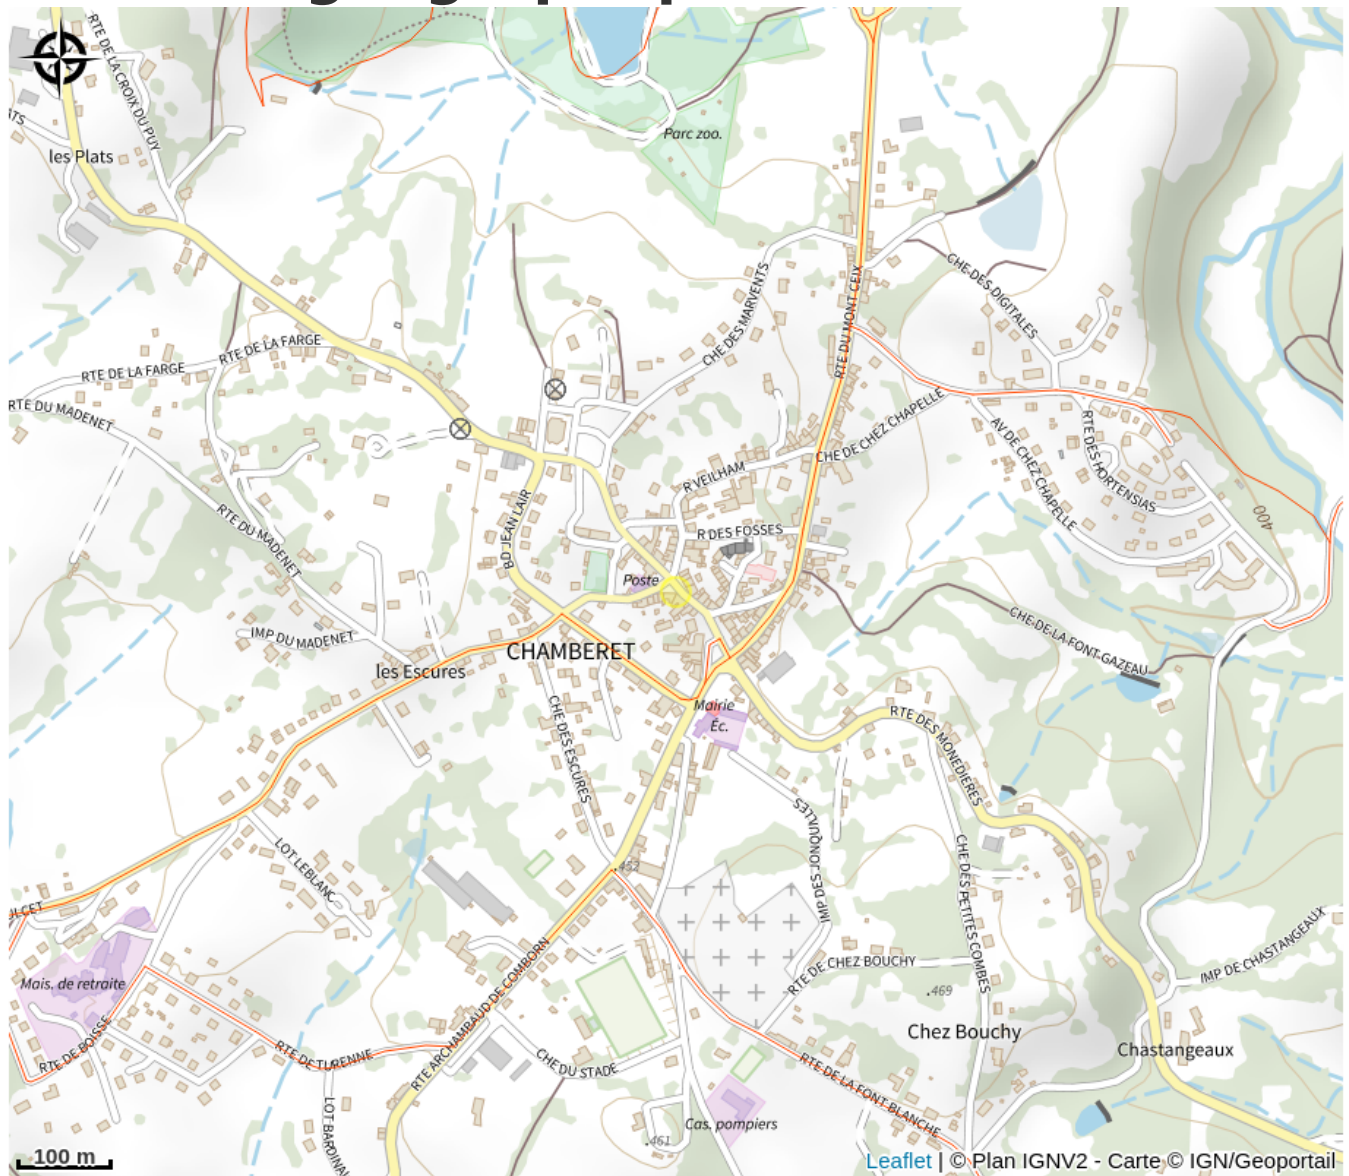 RTE DE LA CROIX DU PUY
ATS
les Plats
Parc zoo.
CHE DES DIGITALES
CHE DES MARVENTS
RTE DU MONT CEIX
RTE DE LA FARGE
RTE DE LA FARGE
RTE DU MADENET
CHE DE CHEZ CHAPELLE
AV DE CHEZ CHAPELLE
RTE DES HORTENSIAS
R VEILHAM
R DES FOSSES
400
RTE DU MADENET
BD JEAN LAIR
Poste
IMP DU MADENET
CHAMBERET
les Escures
CHE DE LA FONT GAZEAU
Mairie
Éc.
CHE DES ESCURES
RTE DES MONEDIERES
IMP DES JONQUILLES
CHE DES PETITES COMBES
LOT LEBLANC
452
ULCET
Mais. de retraite
RTE ARCHAMBAUD DE COMBORN
RTE DE CHEZ BOUCHY
.469
IMP DE CHASTANGEAUX
Chez Bouchy
Chastangeaux
RTE DE BOISSE
RTE DE TURENNE
CHE DU STADE
RTE DE LA FONT BLANCHE
LOT BARDINA
Cas. pompiers
.461
100 m
Leaflet | © Plan IGNV2 - Carte © IGN/Geoportail